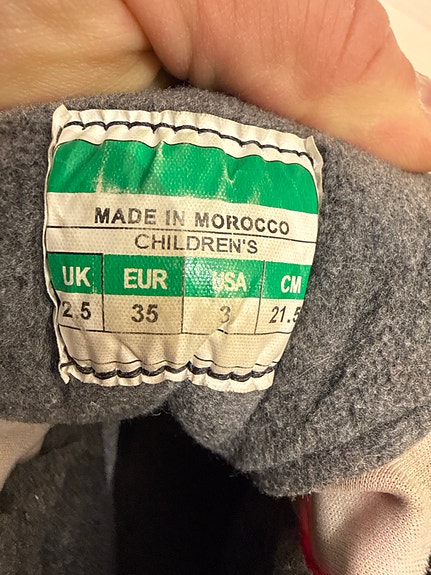 MADE IN MOROCCO
CHILDREN'S
UK EUR USA CM
2.5 35 3 21.5